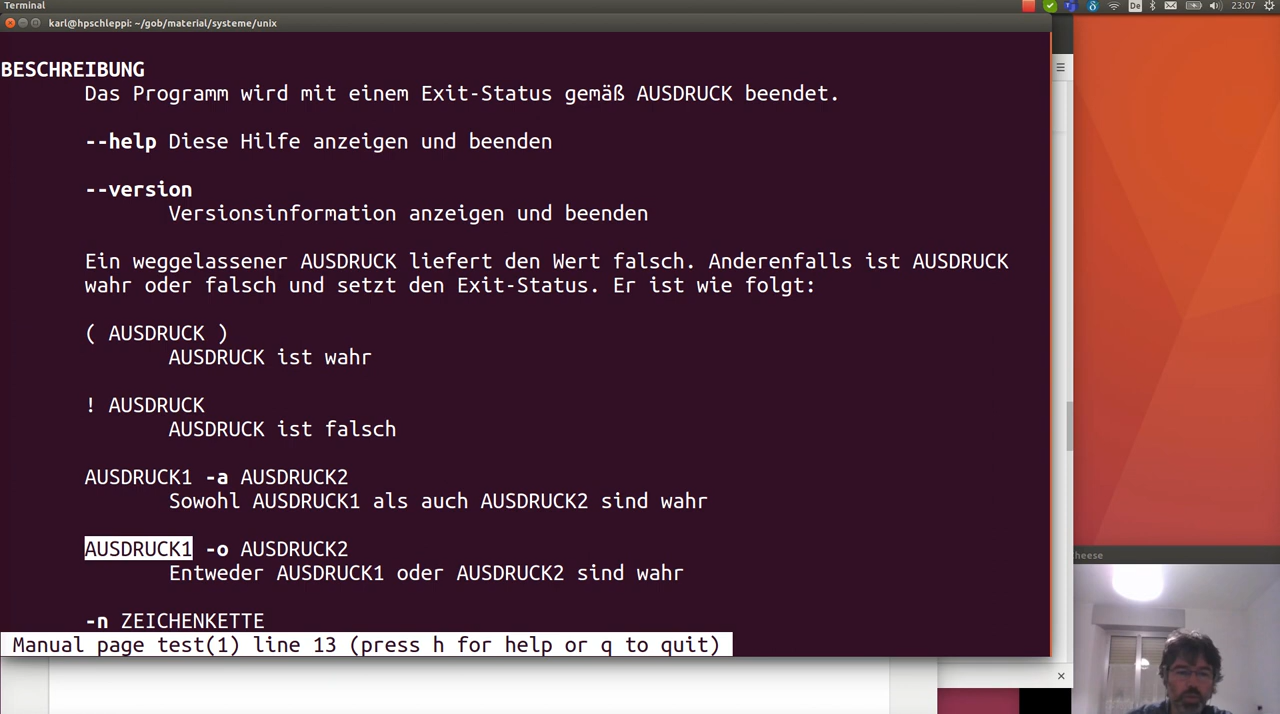 Terminal
De
23:07
karl@hpschleppi: ~/gob/material/systeme/unix
BESCHREIBUNG
Das Programm wird mit einem Exit-Status gemäß AUSDRUCK beendet.
--help Diese Hilfe anzeigen und beenden
--version
Versionsinformation anzeigen und beenden
Ein weggelassener AUSDRUCK liefert den Wert falsch. Anderenfalls ist AUSDRUCK
wahr oder falsch und setzt den Exit-Status. Er ist wie folgt:
( AUSDRUCK )
AUSDRUCK ist wahr
! AUSDRUCK
AUSDRUCK ist falsch
AUSDRUCK1 -a AUSDRUCK2
Sowohl AUSDRUCK1 als auch AUSDRUCK2 sind wahr
AUSDRUCK1 -o AUSDRUCK2
Entweder AUSDRUCK1 oder AUSDRUCK2 sind wahr
heese
-n ZEICHENKETTE
Manual page test(1) line 13 (press h for help or q to quit)